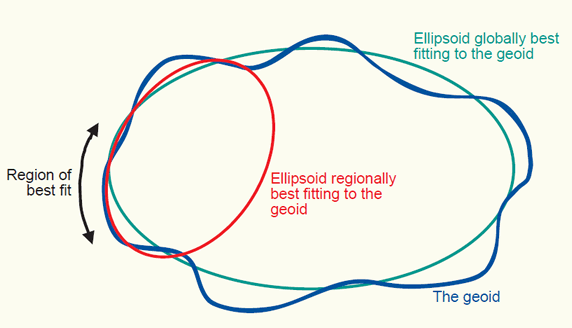 Ellipsoid globally best
fitting to the geoid
Region of
best fit
Ellipsoid regionally
best fitting to the
geoid
The geoid